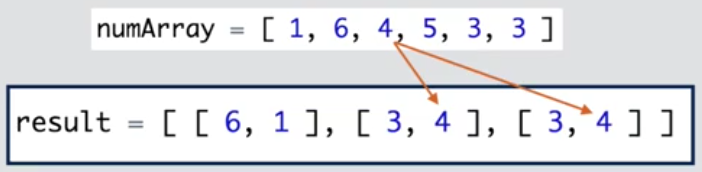 numArray = [ 1, 6, 4, 5, 3, 3 ]
result = [ [ 6, 1 ], [ 3, 4 ], [ 3, 4 ] ]